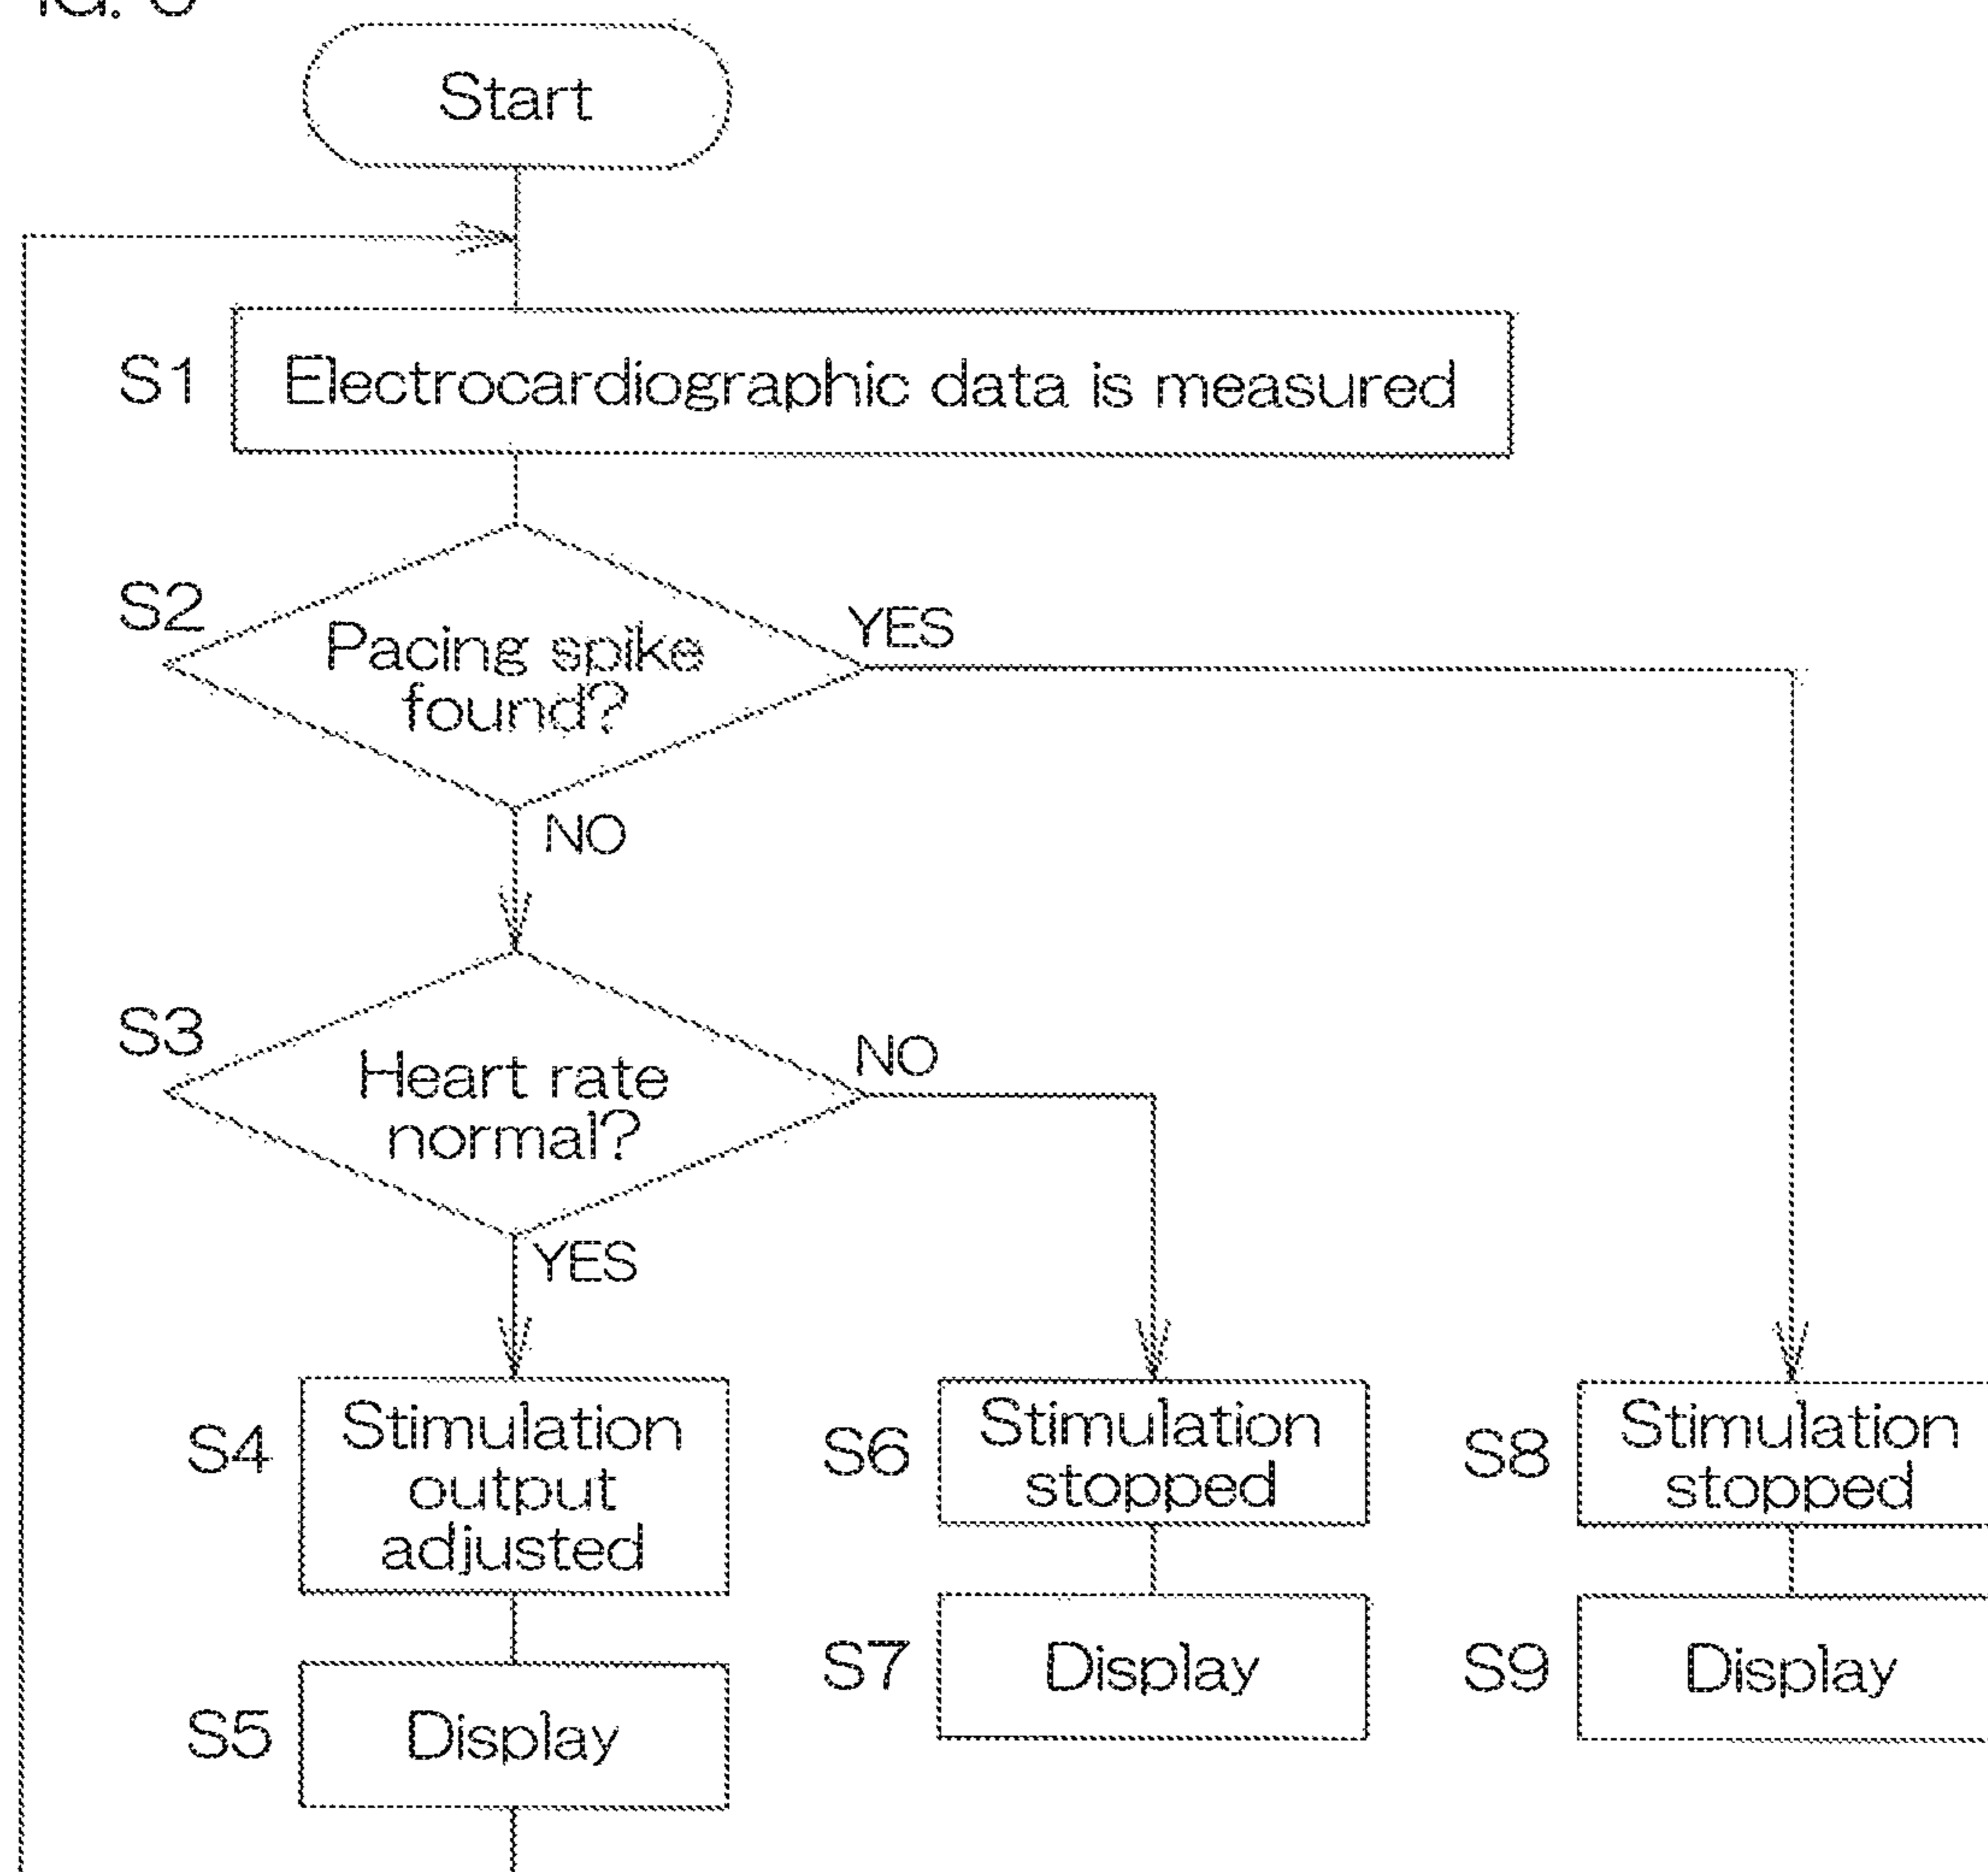 Start
S1
Electrocardiographic data is measured
S2
Pacing spike
found?
YES
NO
S3
Heart rate
normal?
NO
YES
S4
Stimulation
output
adjusted
S6
Stimulation
stopped
S8
Stimulation
stopped
S5
Display
S7
Display
S9
Display